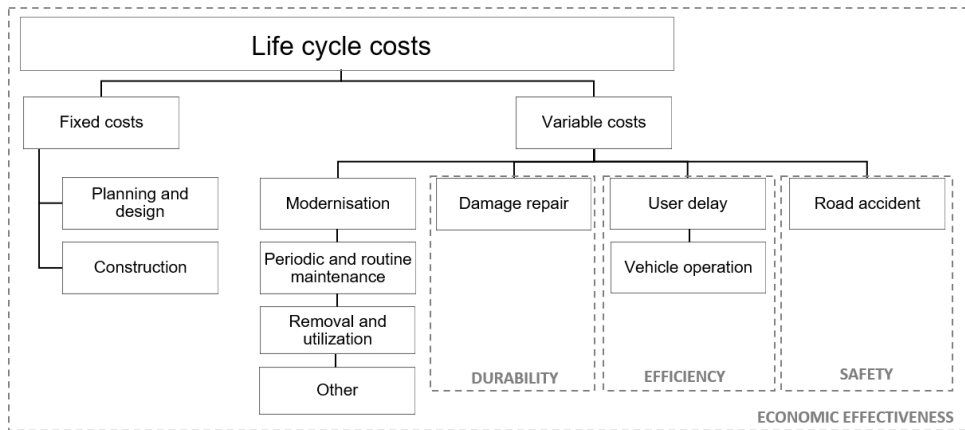 Life cycle costs
Fixed costs
Variable costs
Planning and
design
Construction
Modernisation
Periodic and routine
maintenance
Removal and
utilization
Other
Damage repair
DURABILITY
User delay
Vehicle operation
EFFICIENCY
Road accident
SAFETY
ECONOMIC EFFECTIVENESS